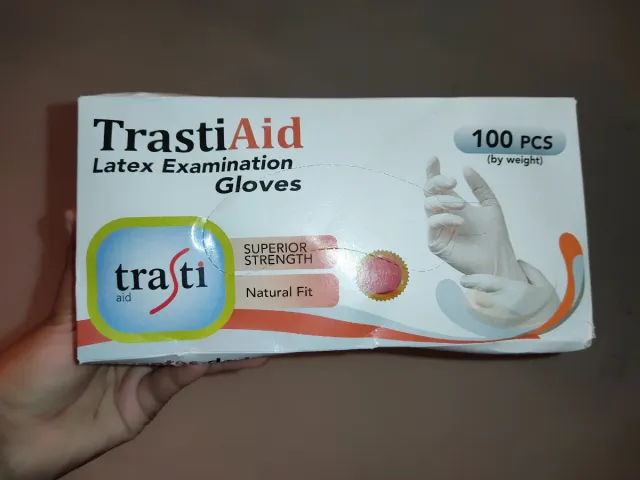 TrastiAid
Latex Examination
Gloves
100 PCS
(by weight)
trasti
aid
SUPERIOR
STRENGTH
Natural Fit